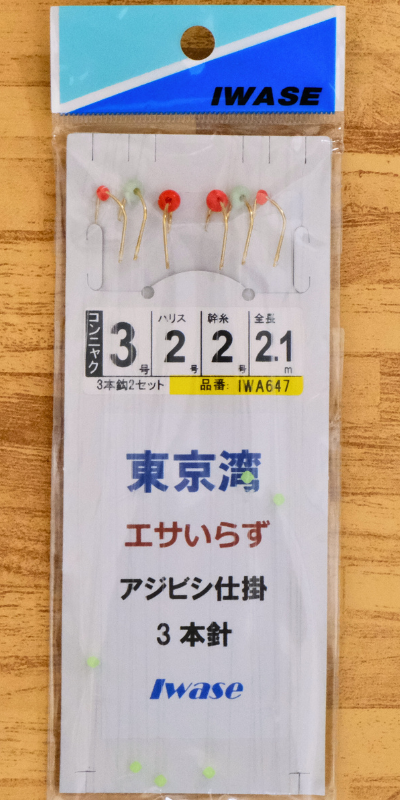 IWASE
コンニャク 3号 ハリス 2号 幹糸 2号 全長 2.1m
3本鈎2セット 品番: IWA647
東京湾
エサいらず
アジビシ仕掛
3本針
Iwase